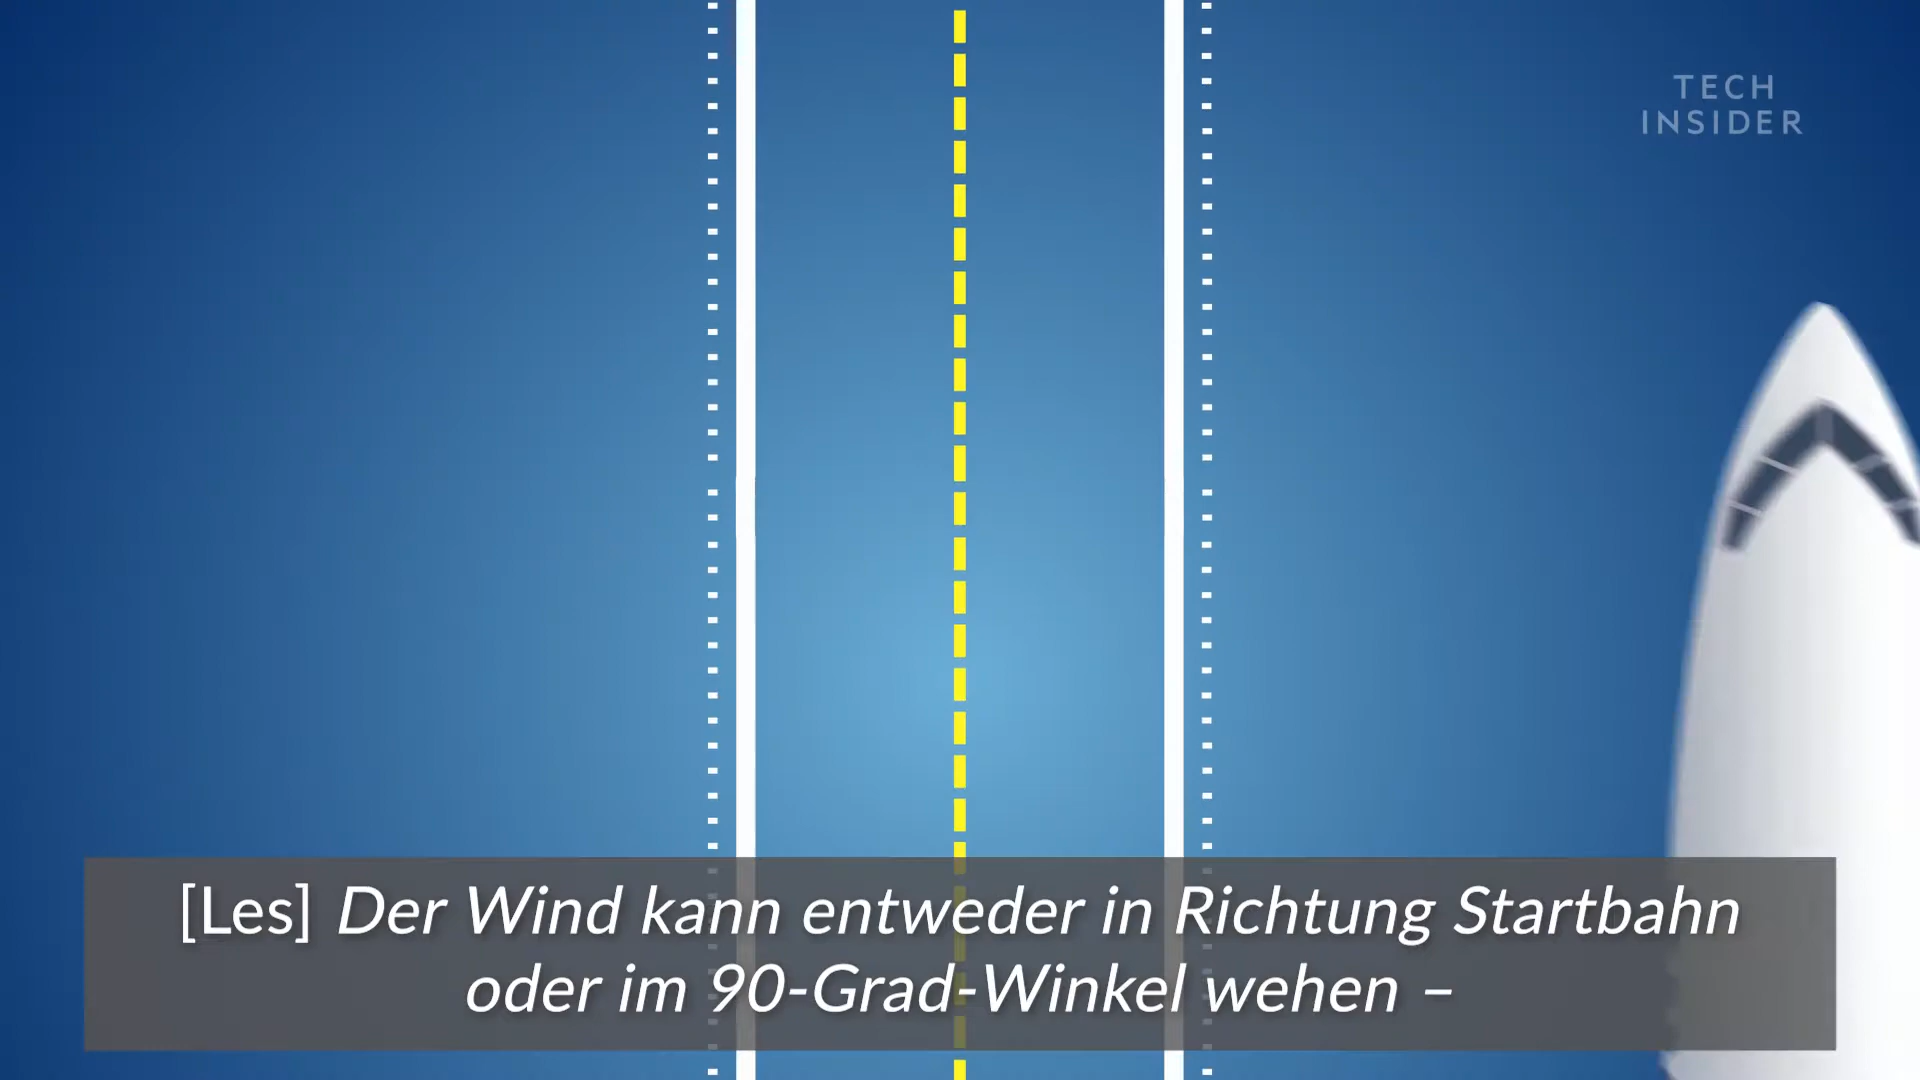 TECH
INSIDER
[Les] Der Wind kann entweder in Richtung Startbahn
oder im 90-Grad-Winkel wehen –